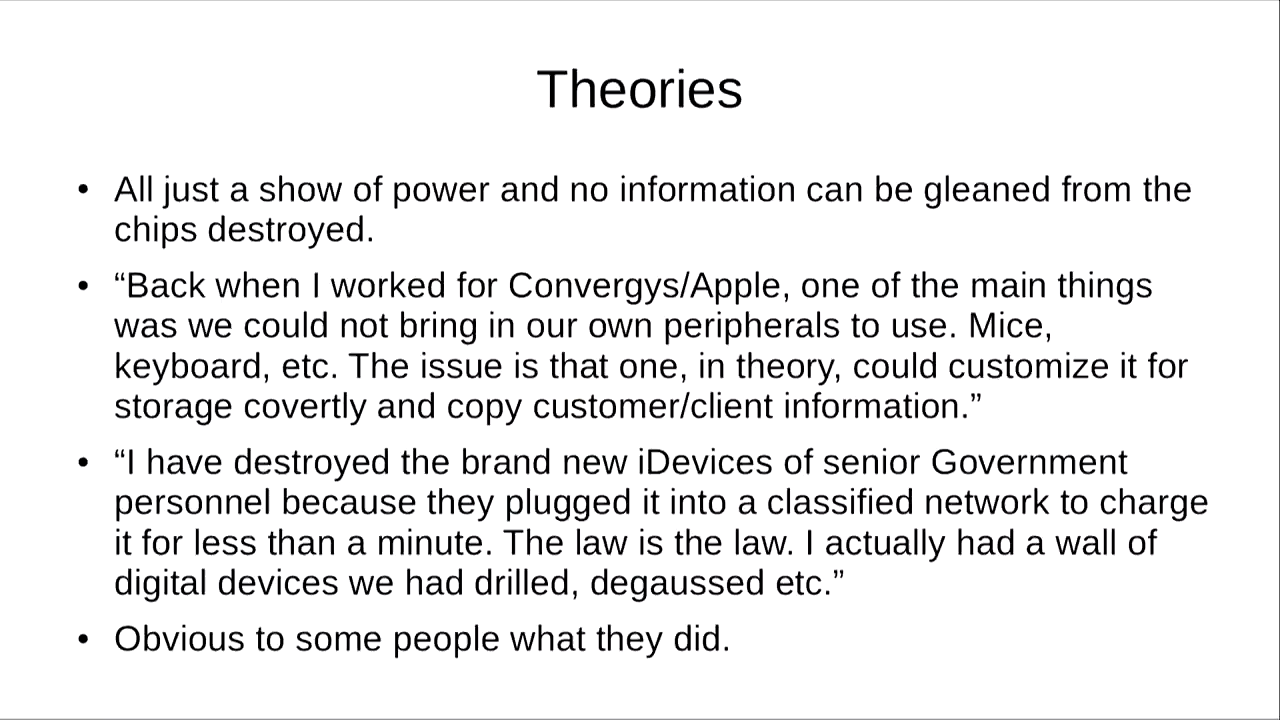 Theories
• All just a show of power and no information can be gleaned from the
chips destroyed.
• “Back when I worked for Convergys/Apple, one of the main things
was we could not bring in our own peripherals to use. Mice,
keyboard, etc. The issue is that one, in theory, could customize it for
storage covertly and copy customer/client information.”
• “I have destroyed the brand new iDevices of senior Government
personnel because they plugged it into a classified network to charge
it for less than a minute. The law is the law. I actually had a wall of
digital devices we had drilled, degaussed etc.”
• Obvious to some people what they did.